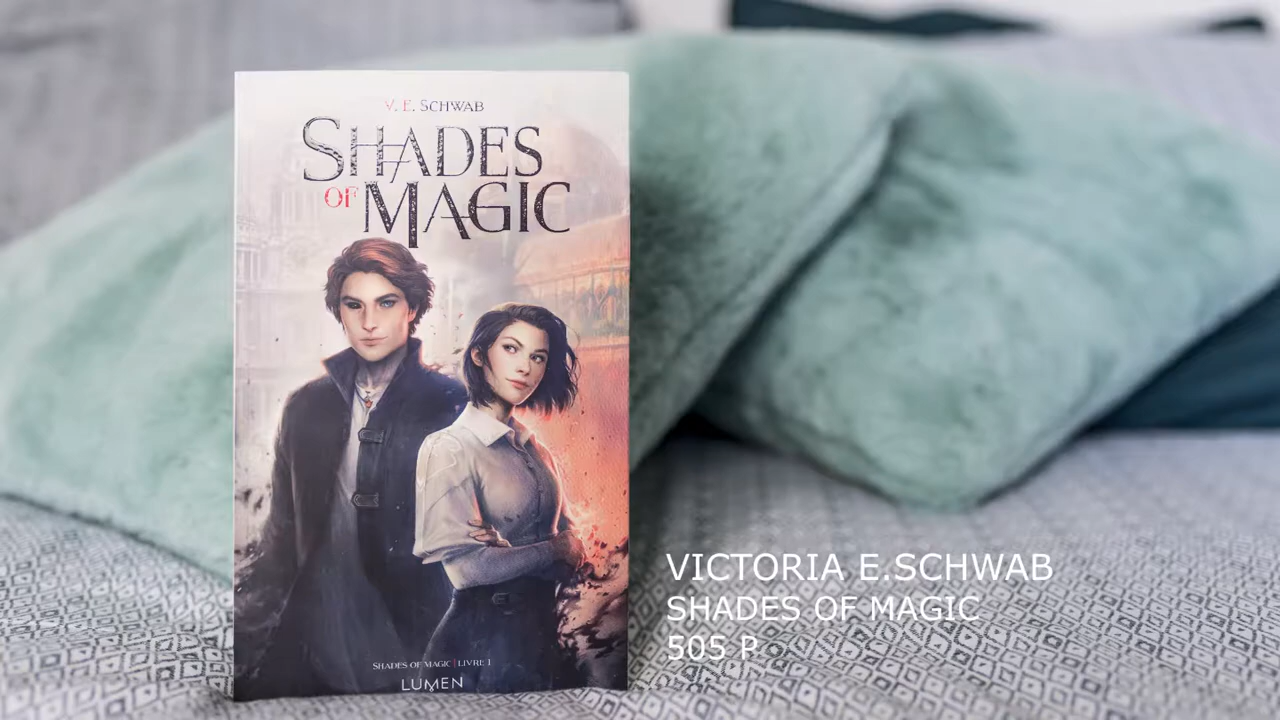 V. E. SCHWAB
SHADES
OF MAGIC
SHADES OF MAGIC | LIVRE 1
LUMEN
VICTORIA E.SCHWAB
SHADES OF MAGIC
505 P